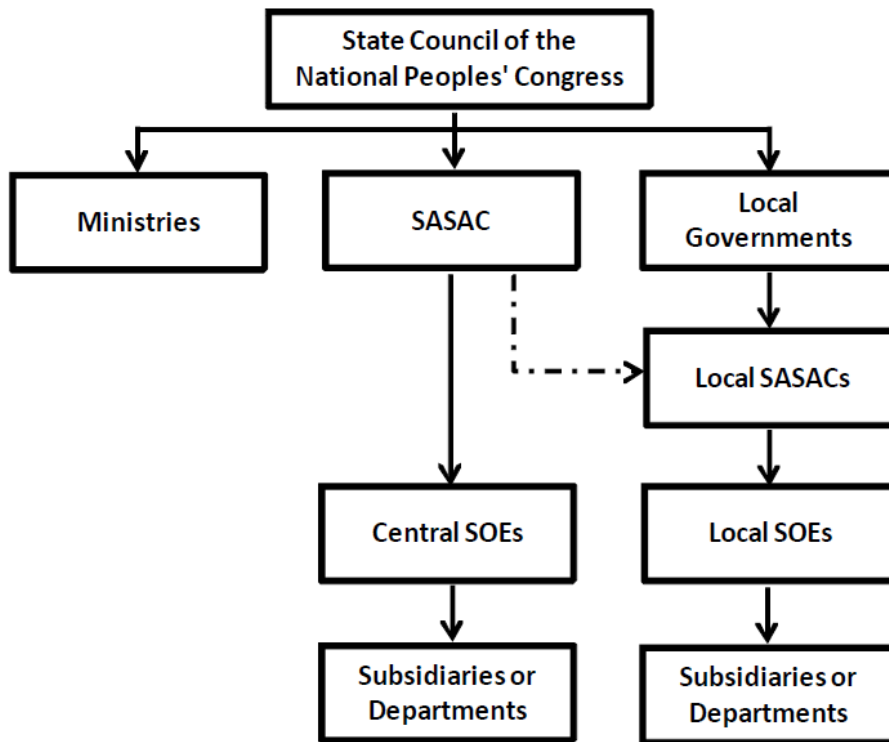 State Council of the
National Peoples' Congress
Ministries
SASAC
Local
Governments
Local SASACs
Central SOEs
Local SOEs
Subsidiaries or
Departments
Subsidiaries or
Departments